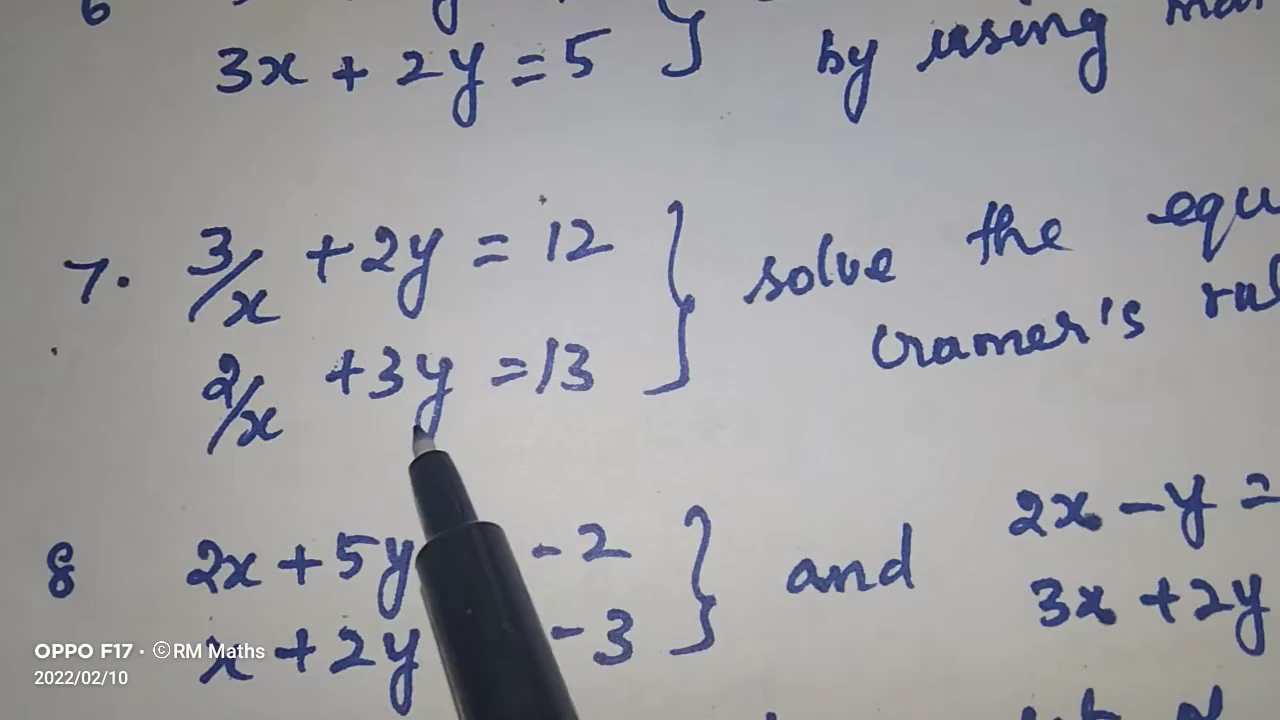 6
3x + 2y = 5 } by using
7. 3/x + 2y = 12 } solve the
2/x + 3y = 13 cramer's
8 2x + 5y - 2 } and 2x - y =
x + 2y - 3 3x + 2y
OPPO F17 · ©RM Maths
2022/02/10